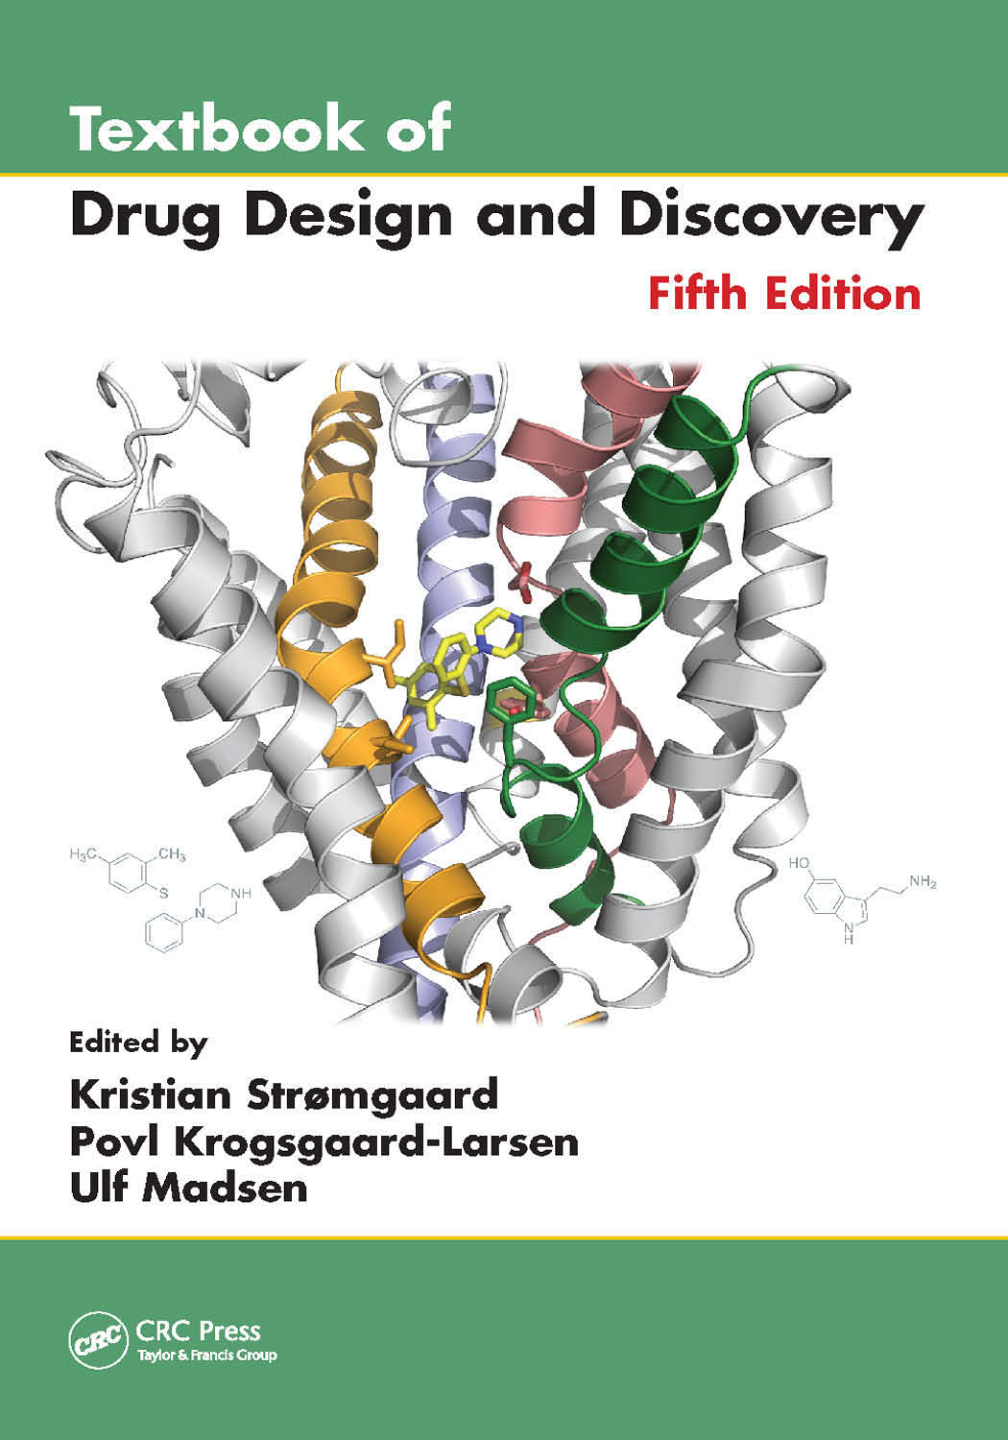 Textbook of
Drug Design and Discovery
Fifth Edition
H₃C
CH₃
S
NH
N
HO
NH₂
N
H
Edited by
Kristian Strømgaard
Povl Krogsgaard-Larsen
Ulf Madsen
CRC
CRC Press
Taylor & Francis Group